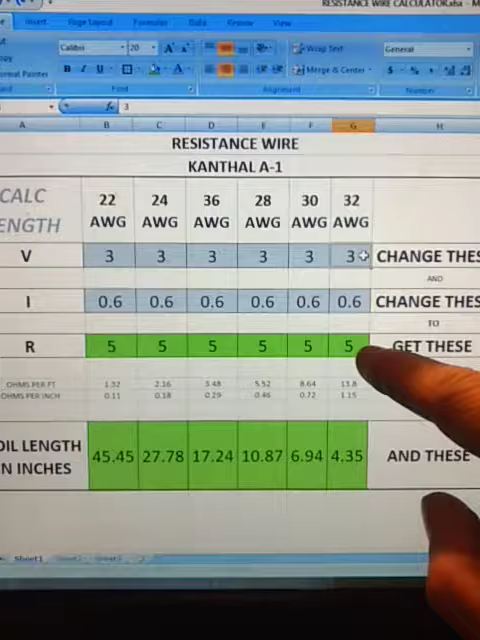 RESISTANCE WIRE CALCULATOR.xlsx
Insert Page Layout Formulas Data Review View
Calibri 20 A A Wrap Text General
Format Painter B I U A Merge & Center $ % ,
Font Alignment Number
fx 3
A B C D E F G H
RESISTANCE WIRE
KANTHAL A-1
CALC 22 24 36 28 30 32
ENGTH AWG AWG AWG AWG AWG AWG
V 3 3 3 3 3 3 CHANGE THES
AND
I 0.6 0.6 0.6 0.6 0.6 0.6 CHANGE THES
TO
R 5 5 5 5 5 5 GET THESE
OHMS PER FT 1.32 2.16 3.48 5.52 8.64 13.8
OHMS PER INCH 0.11 0.18 0.29 0.46 0.72 1.15
OIL LENGTH
N INCHES 45.45 27.78 17.24 10.87 6.94 4.35 AND THESE
Sheet1 Sheet2 Sheet3